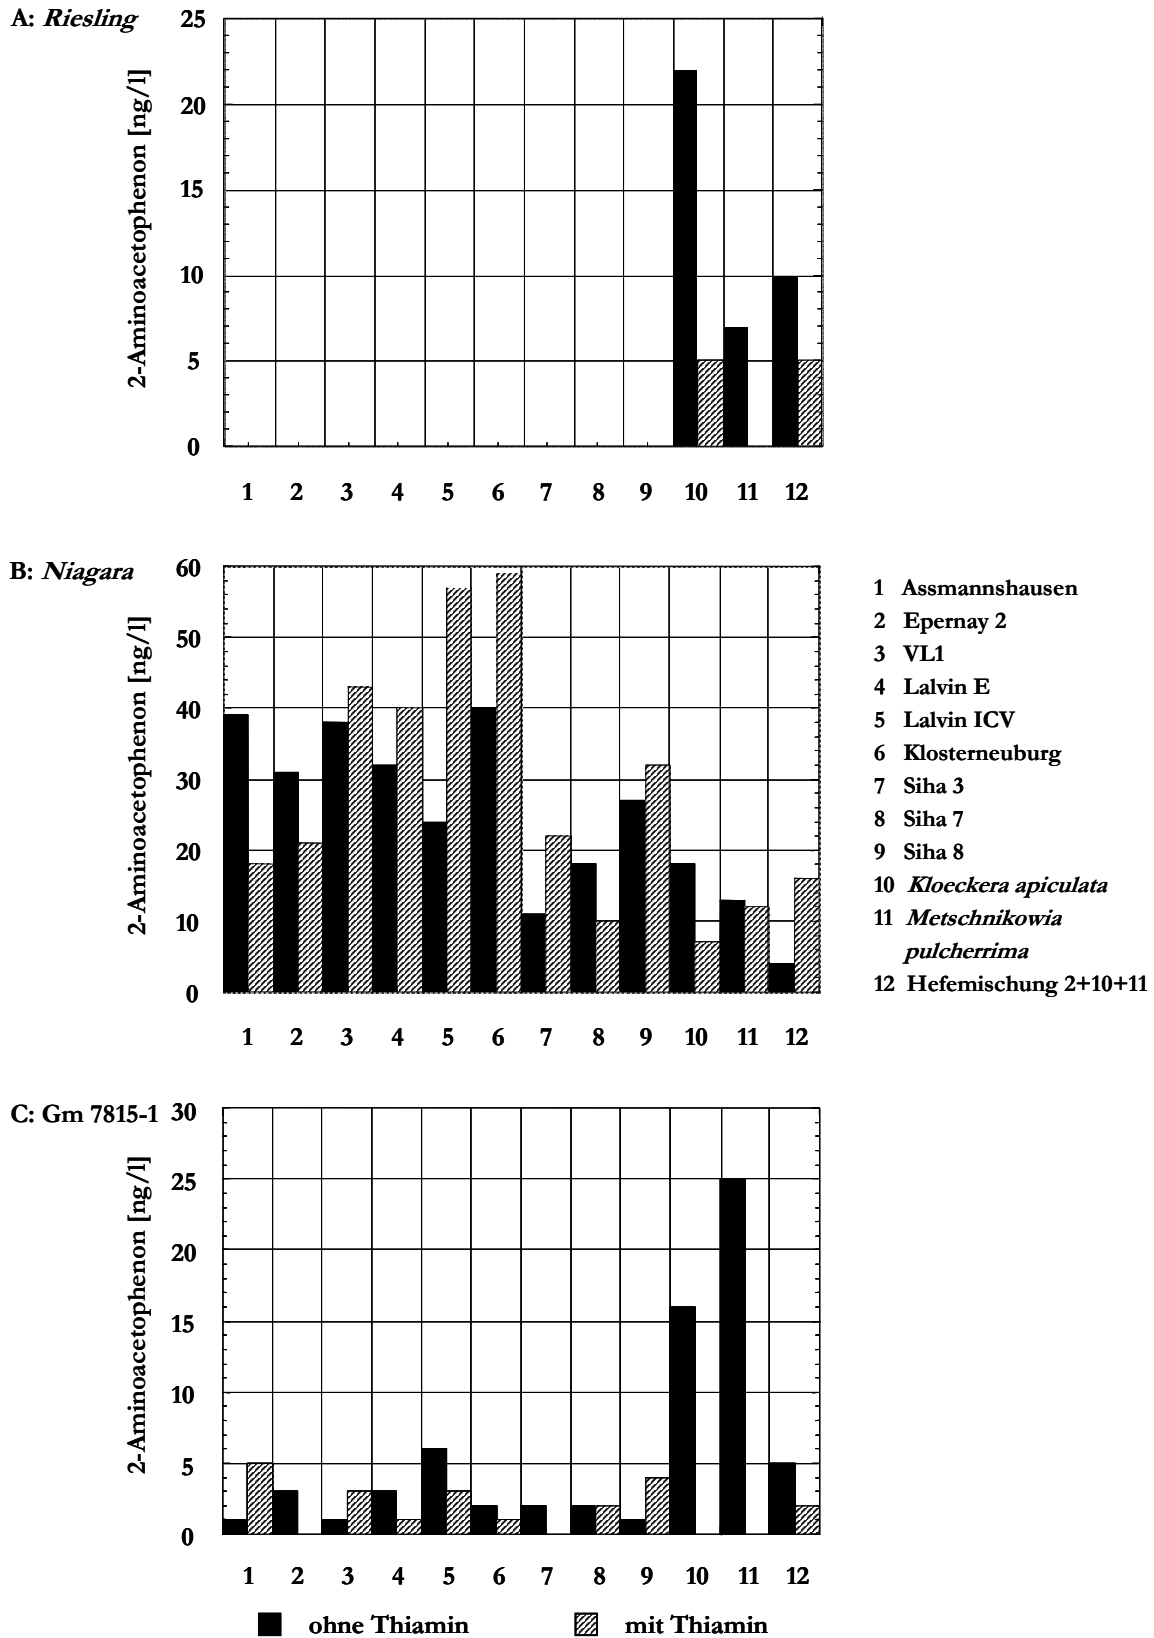 A: Riesling
2-Aminoacetophenon [ng/l]
25
20
15
10
5
0
1 2 3 4 5 6 7 8 9 10 11 12
B: Niagara
2-Aminoacetophenon [ng/l]
60
50
40
30
20
10
0
1 2 3 4 5 6 7 8 9 10 11 12
1 Assmannshausen
2 Epernay 2
3 VL1
4 Lalvin E
5 Lalvin ICV
6 Klosterneuburg
7 Siha 3
8 Siha 7
9 Siha 8
10 Kloeckera apiculata
11 Metschnikowia
pulcherrima
12 Hefemischung 2+10+11
C: Gm 7815-1
2-Aminoacetophenon [ng/l]
30
25
20
15
10
5
0
1 2 3 4 5 6 7 8 9 10 11 12
ohne Thiamin mit Thiamin